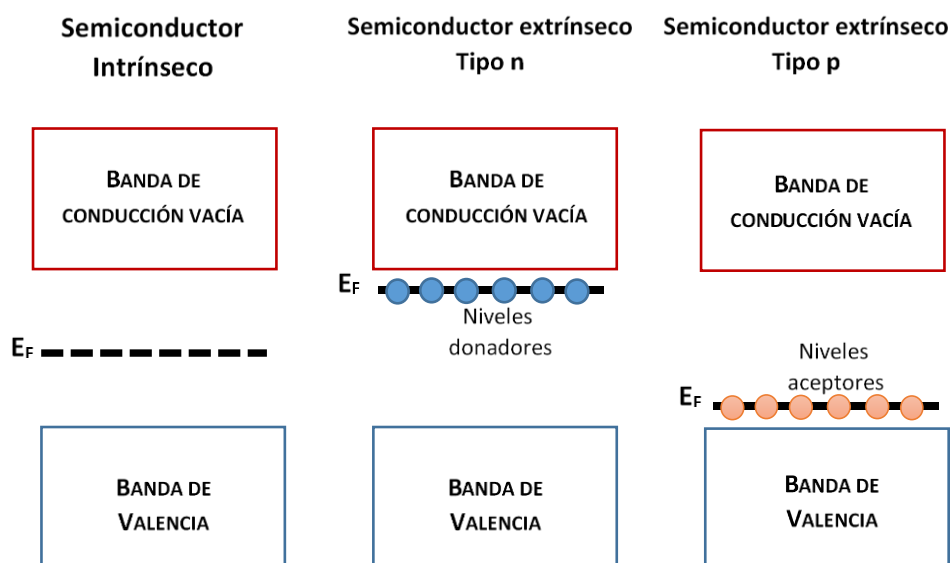 Semiconductor
Intrínseco
Semiconductor extrínseco
Tipo n
Semiconductor extrínseco
Tipo p
BANDA DE
CONDUCCIÓN VACÍA
BANDA DE
CONDUCCIÓN VACÍA
BANDA DE
CONDUCCIÓN VACÍA
EF
Niveles
donadores
EF
Niveles
aceptores
EF
BANDA DE
VALENCIA
BANDA DE
VALENCIA
BANDA DE
VALENCIA